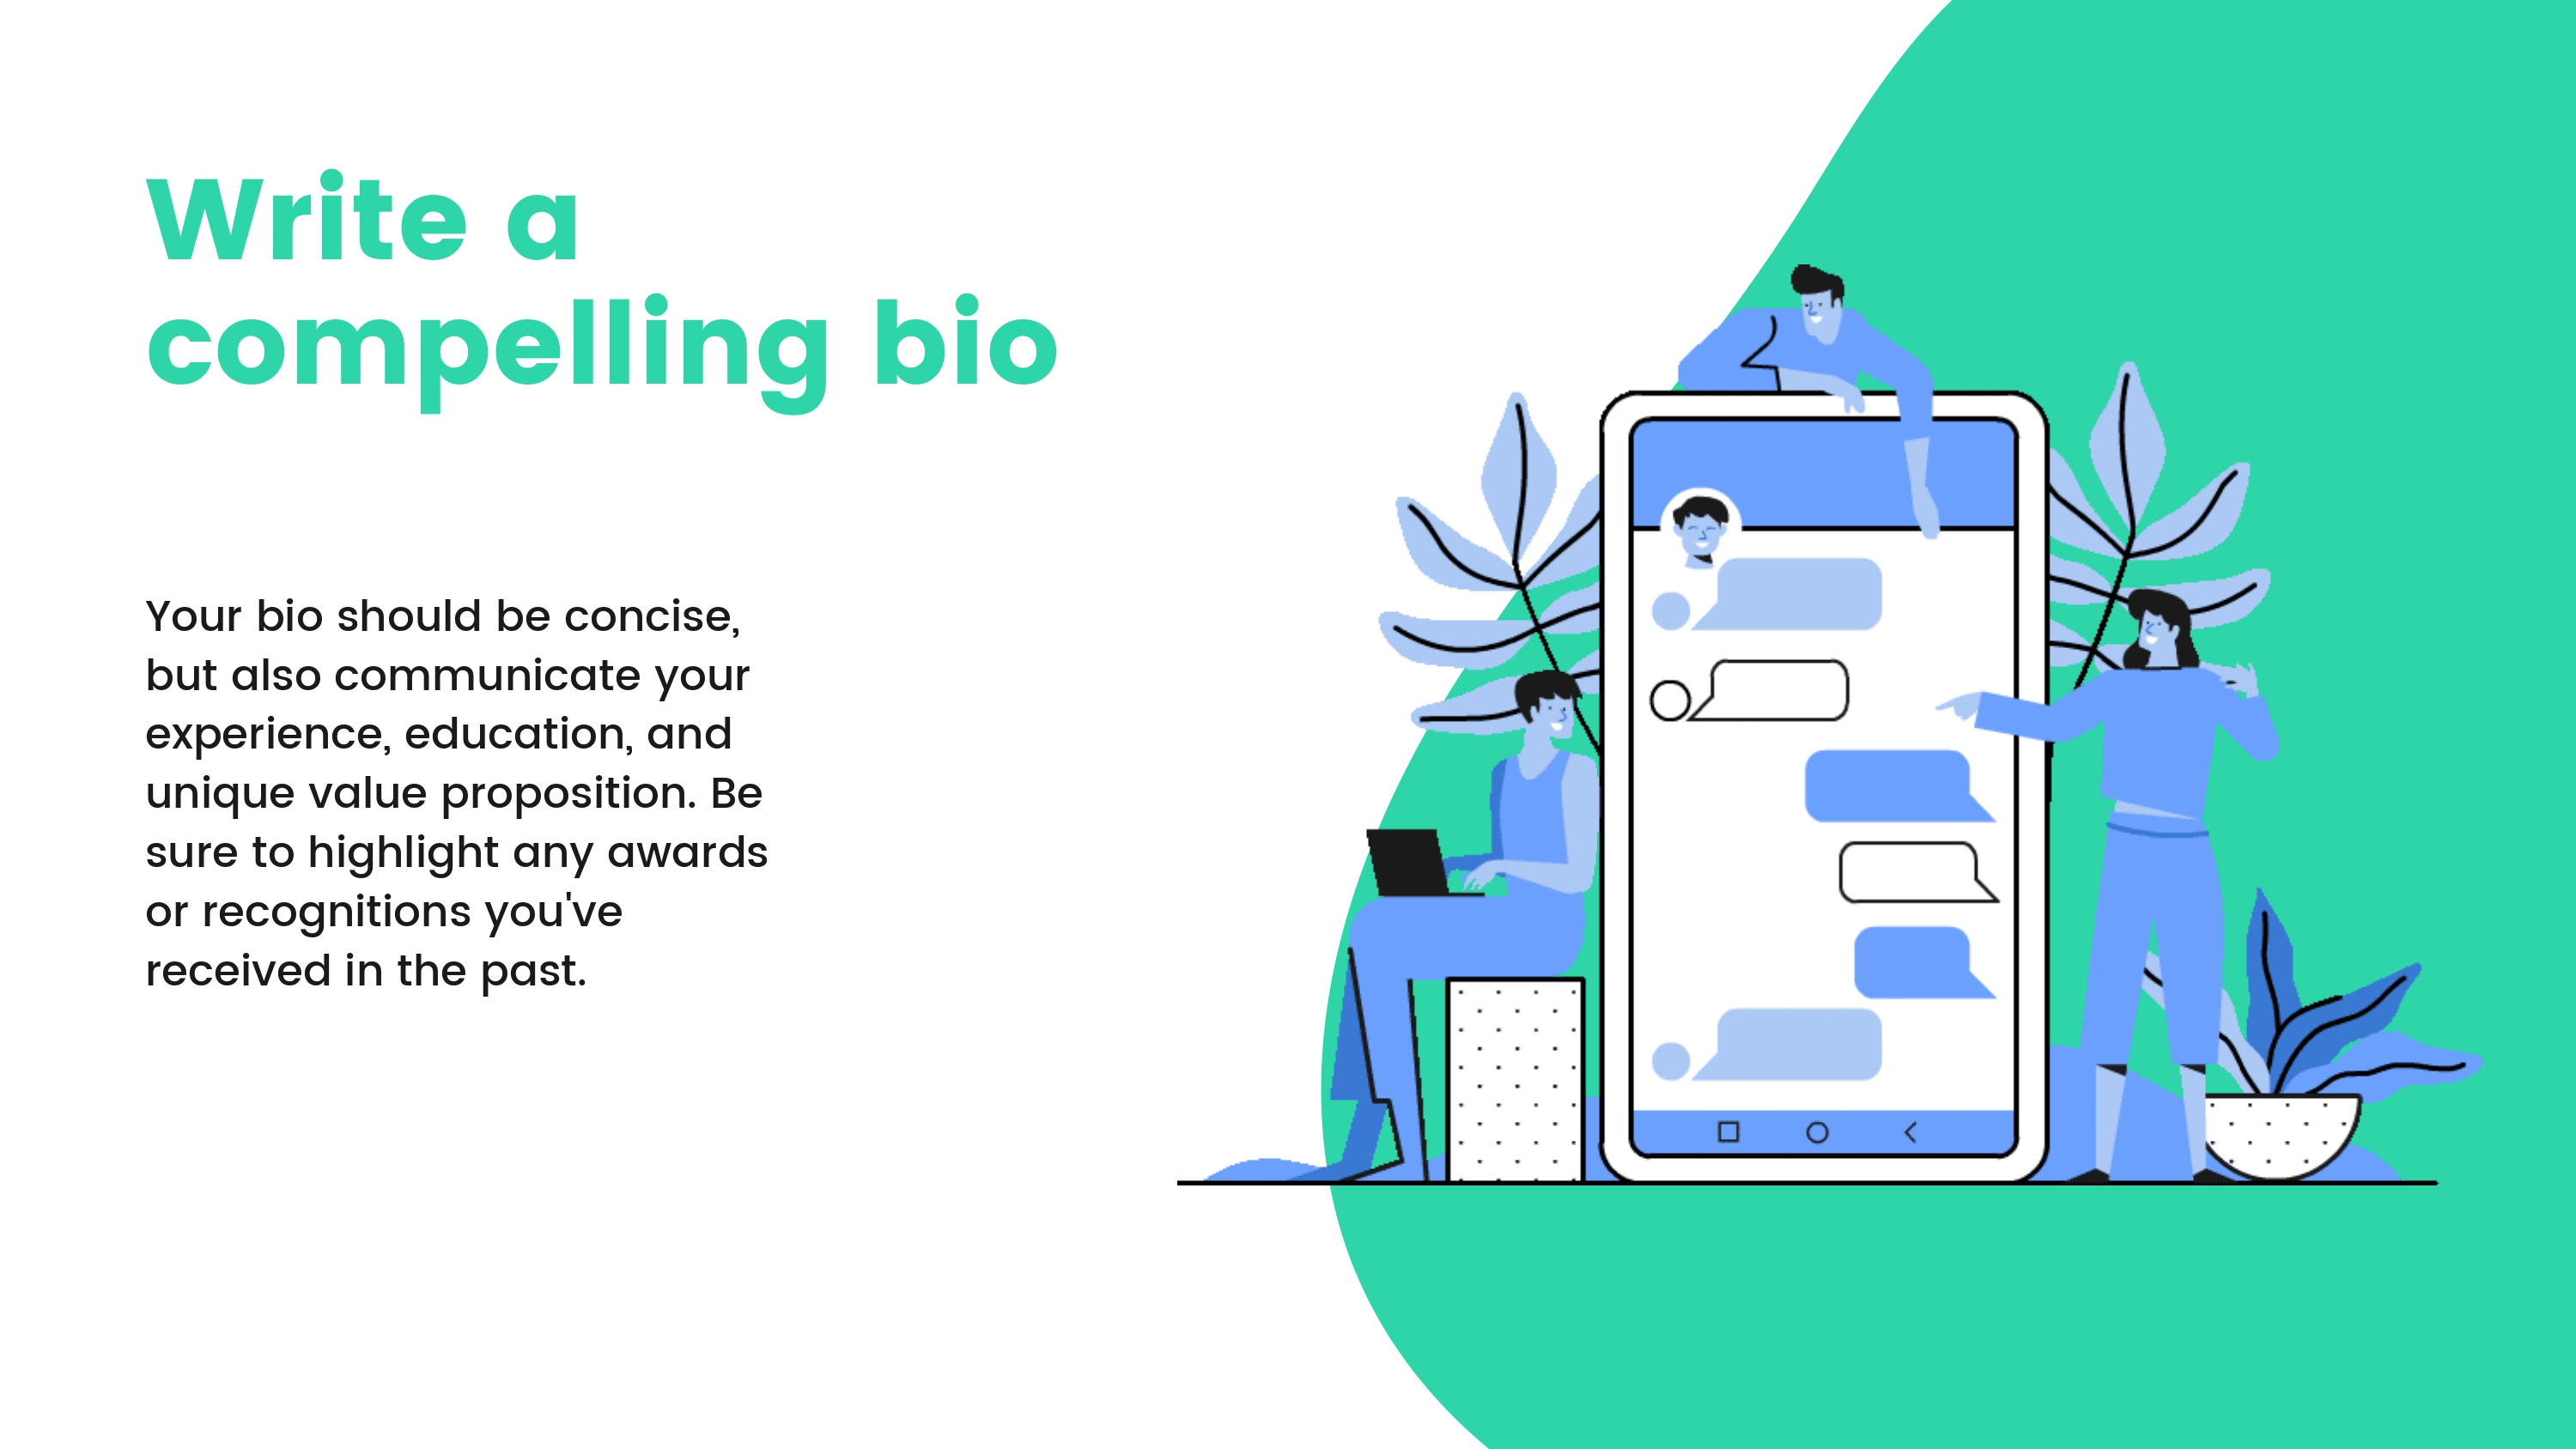 Write a
compelling bio
Your bio should be concise,
but also communicate your
experience, education, and
unique value proposition. Be
sure to highlight any awards
or recognitions you've
received in the past.